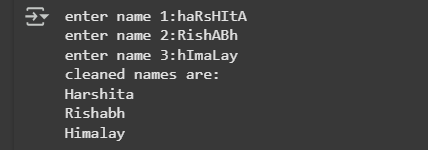 enter name 1:haRsHItA
enter name 2:RishABh
enter name 3:hImaLay
cleaned names are:
Harshita
Rishabh
Himalay